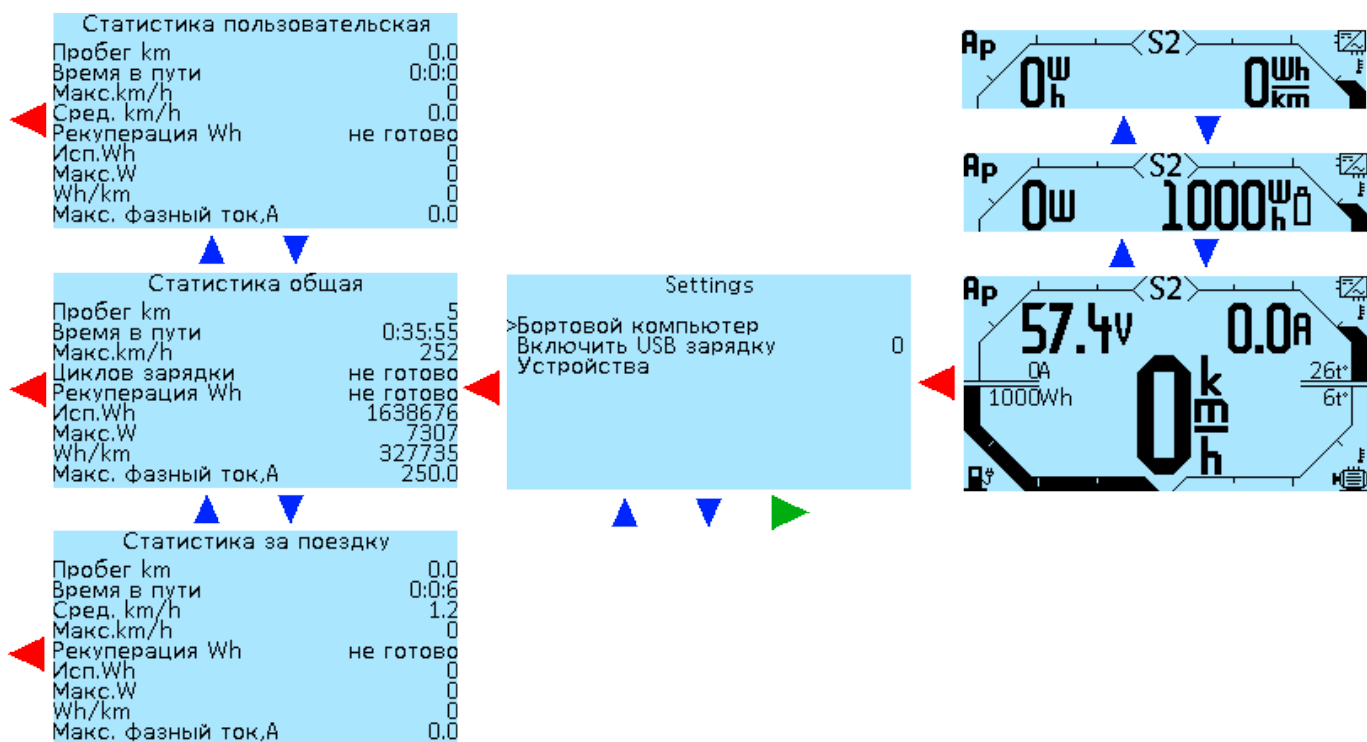 Статистика пользовательская
Пробег km 0.0
Время в пути 0:0:0
Макс.km/h 0
Сред. km/h 0.0
Рекуперация Wh не готово
Исп.Wh 0
Макс.W 0
Wh/km 0
Макс. фазный ток,А 0.0
Статистика общая
Пробег km 5
Время в пути 0:35:55
Макс.km/h 252
Циклов зарядки не готово
Рекуперация Wh не готово
Исп.Wh 1638676
Макс.W 7307
Wh/km 327735
Макс. фазный ток,А 250.0
Статистика за поездку
Пробег km 0.0
Время в пути 0:0:6
Сред. km/h 1.2
Макс.km/h 0
Рекуперация Wh не готово
Исп.Wh 0
Макс.W 0
Wh/km 0
Макс. фазный ток,А 0.0
Settings
>Бортовой компьютер
Включить USB зарядку 0
Устройства
Ap S2
0 W/h 0 Wh/km
Ap S2
0W 1000 W/h
Ap S2
57.4V 0.0A
0A 26t°
1000Wh 6t°
0 km/h